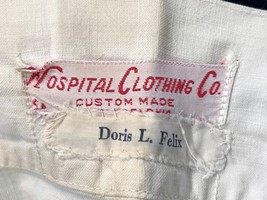 Hospital Clothing Co.
CUSTOM MADE
Doris L. Felix